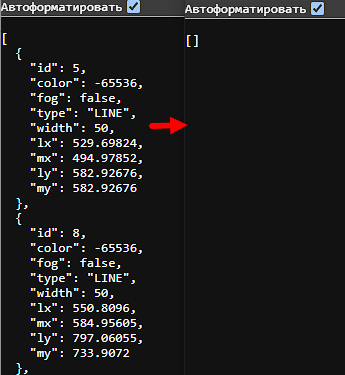 Автоформатировать
[
{
"id": 5,
"color": -65536,
"fog": false,
"type": "LINE",
"width": 50,
"lx": 529.69824,
"mx": 494.97852,
"ly": 582.92676,
"my": 582.92676
},
{
"id": 8,
"color": -65536,
"fog": false,
"type": "LINE",
"width": 50,
"lx": 550.8096,
"mx": 584.95605,
"ly": 797.06055,
"my": 733.9072
},
Автоформатировать
[]